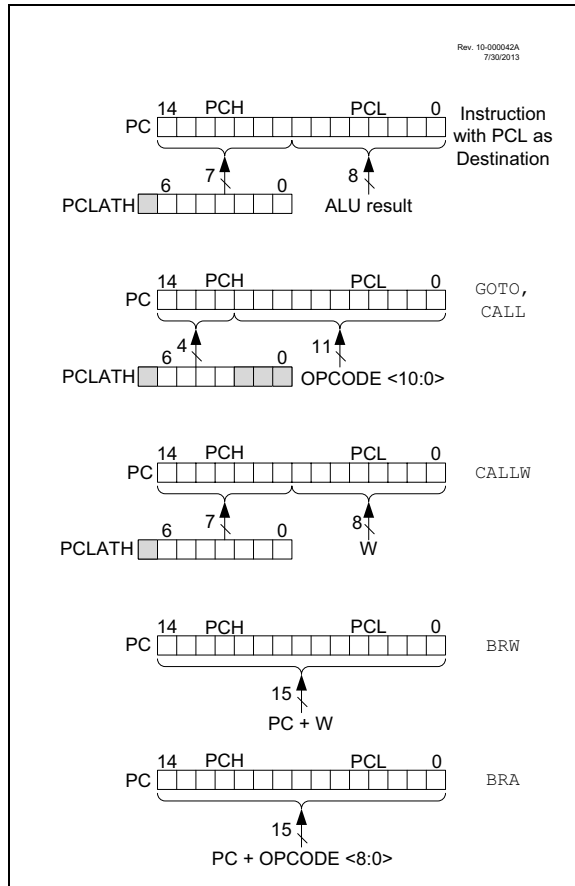 Rev. 10-000042A
7/30/2013
14 PCH PCL 0
PC
Instruction
with PCL as
Destination
7 8
6 0
PCLATH
ALU result
14 PCH PCL 0
PC
GOTO,
CALL
4 11
6 0
PCLATH
OPCODE <10:0>
14 PCH PCL 0
PC
CALLW
7 8
6 0
PCLATH
W
14 PCH PCL 0
PC
BRW
15
PC + W
14 PCH PCL 0
PC
BRA
15
PC + OPCODE <8:0>